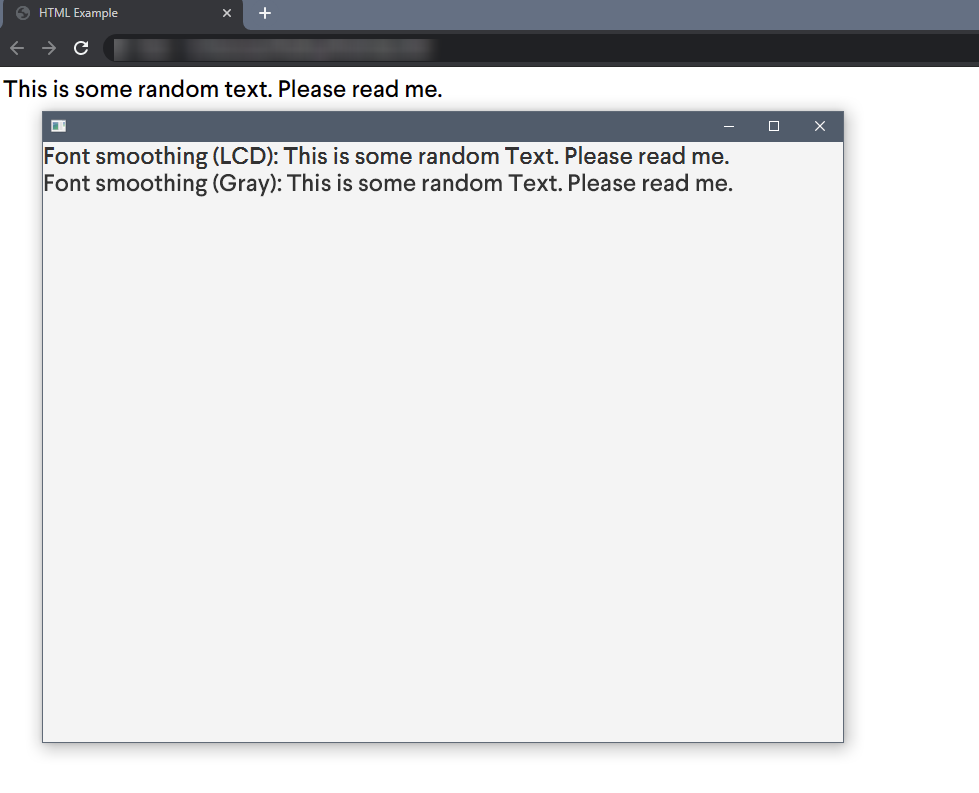 HTML Example
This is some random text. Please read me.
Font smoothing (LCD): This is some random Text. Please read me.
Font smoothing (Gray): This is some random Text. Please read me.